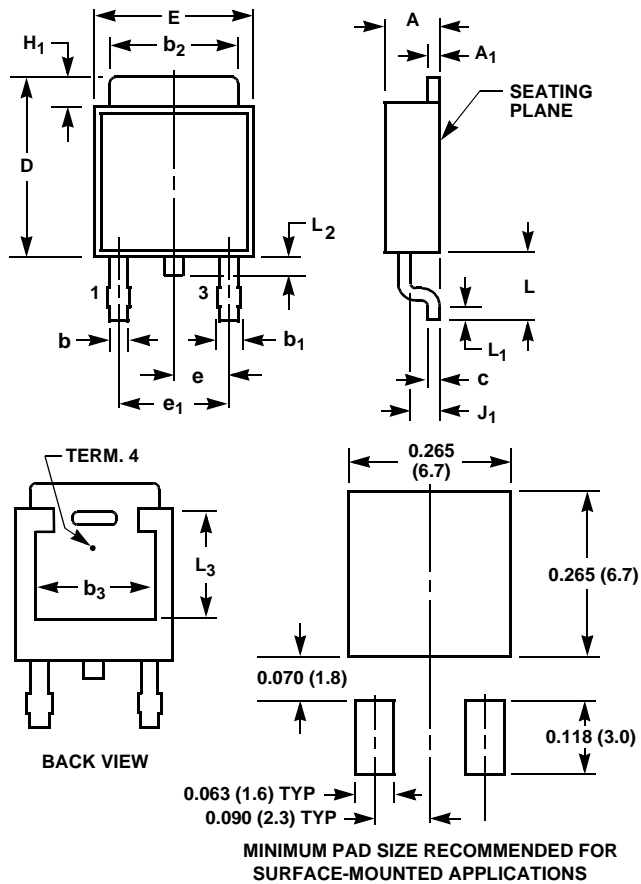 E
H1
b2
A
A1
SEATING
PLANE
D
L2
1
3
b
b1
e
e1
L
L1
c
J1
TERM. 4
L3
b3
BACK VIEW
0.265
(6.7)
0.265 (6.7)
0.070 (1.8)
0.118 (3.0)
0.063 (1.6) TYP
0.090 (2.3) TYP
MINIMUM PAD SIZE RECOMMENDED FOR
SURFACE-MOUNTED APPLICATIONS